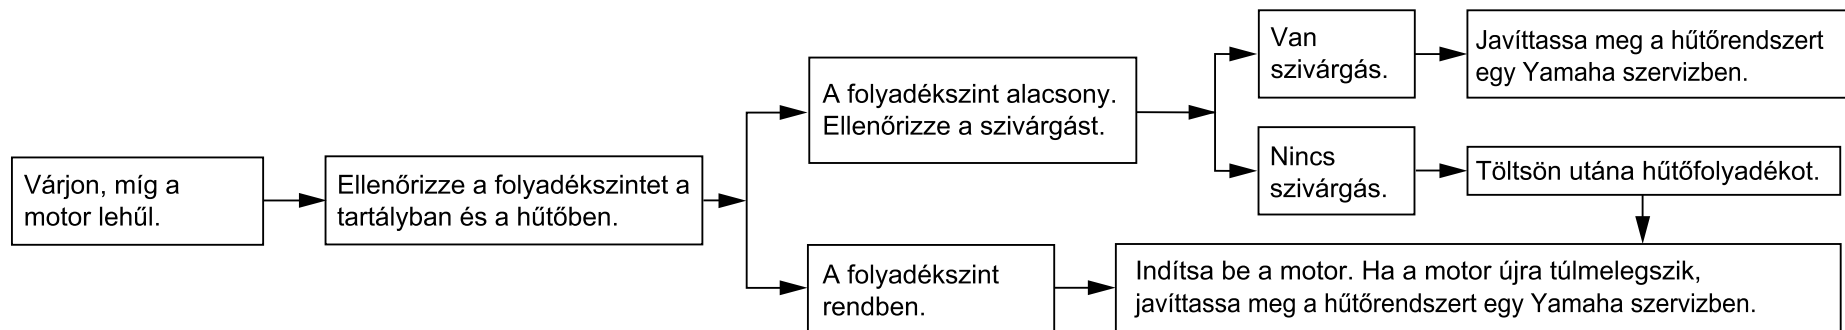 Várjon, míg a
motor lehűl.
Ellenőrizze a folyadékszintet a
tartályban és a hűtőben.
A folyadékszint alacsony.
Ellenőrizze a szivárgást.
Van
szivárgás.
Javíttassa meg a hűtőrendszert
egy Yamaha szervizben.
Nincs
szivárgás.
Töltsön utána hűtőfolyadékot.
A folyadékszint
rendben.
Indítsa be a motor. Ha a motor újra túlmelegszik,
javíttassa meg a hűtőrendszert egy Yamaha szervizben.